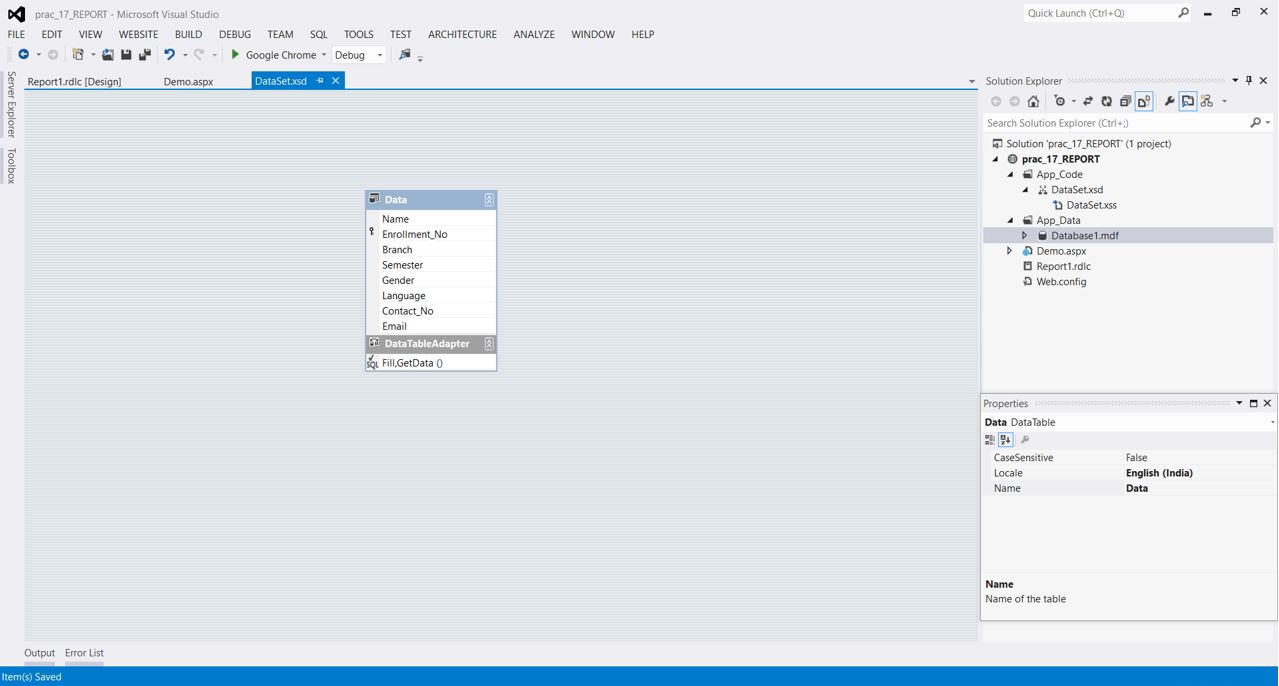 prac_17_REPORT - Microsoft Visual Studio
Quick Launch (Ctrl+Q)
FILE EDIT VIEW WEBSITE BUILD DEBUG TEAM SQL TOOLS TEST ARCHITECTURE ANALYZE WINDOW HELP
Google Chrome Debug
Server Explorer
Toolbox
Report1.rdlc [Design] Demo.aspx DataSet.xsd
Data
Name
Enrollment_No
Branch
Semester
Gender
Language
Contact_No
Email
DataTableAdapter
SQL Fill,GetData ()
Solution Explorer
Search Solution Explorer (Ctrl+;)
Solution 'prac_17_REPORT' (1 project)
prac_17_REPORT
App_Code
DataSet.xsd
DataSet.xss
App_Data
Database1.mdf
Demo.aspx
Report1.rdlc
Web.config
Properties
Data DataTable
CaseSensitive False
Locale English (India)
Name Data
Name
Name of the table
Output Error List
Item(s) Saved